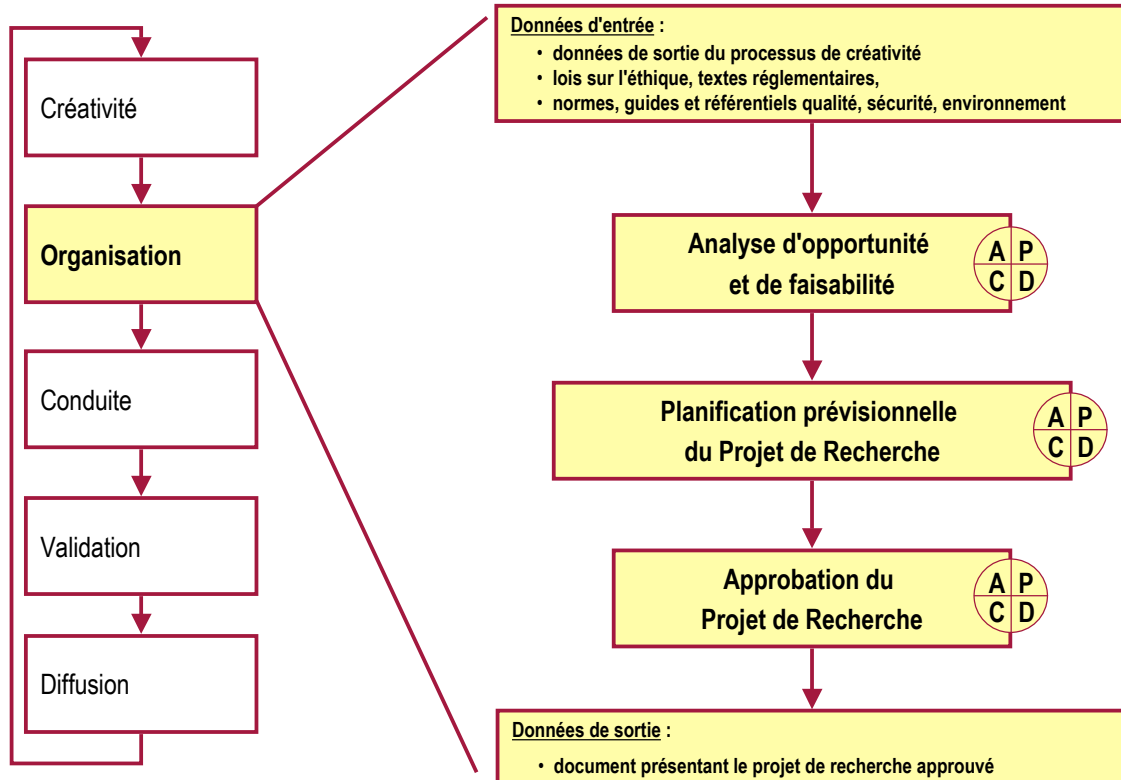 Créativité
Organisation
Conduite
Validation
Diffusion
Données d'entrée :
• données de sortie du processus de créativité
• lois sur l'éthique, textes réglementaires,
• normes, guides et référentiels qualité, sécurité, environnement
Analyse d'opportunité
et de faisabilité
A P
C D
Planification prévisionnelle
du Projet de Recherche
A P
C D
Approbation du
Projet de Recherche
A P
C D
Données de sortie :
• document présentant le projet de recherche approuvé